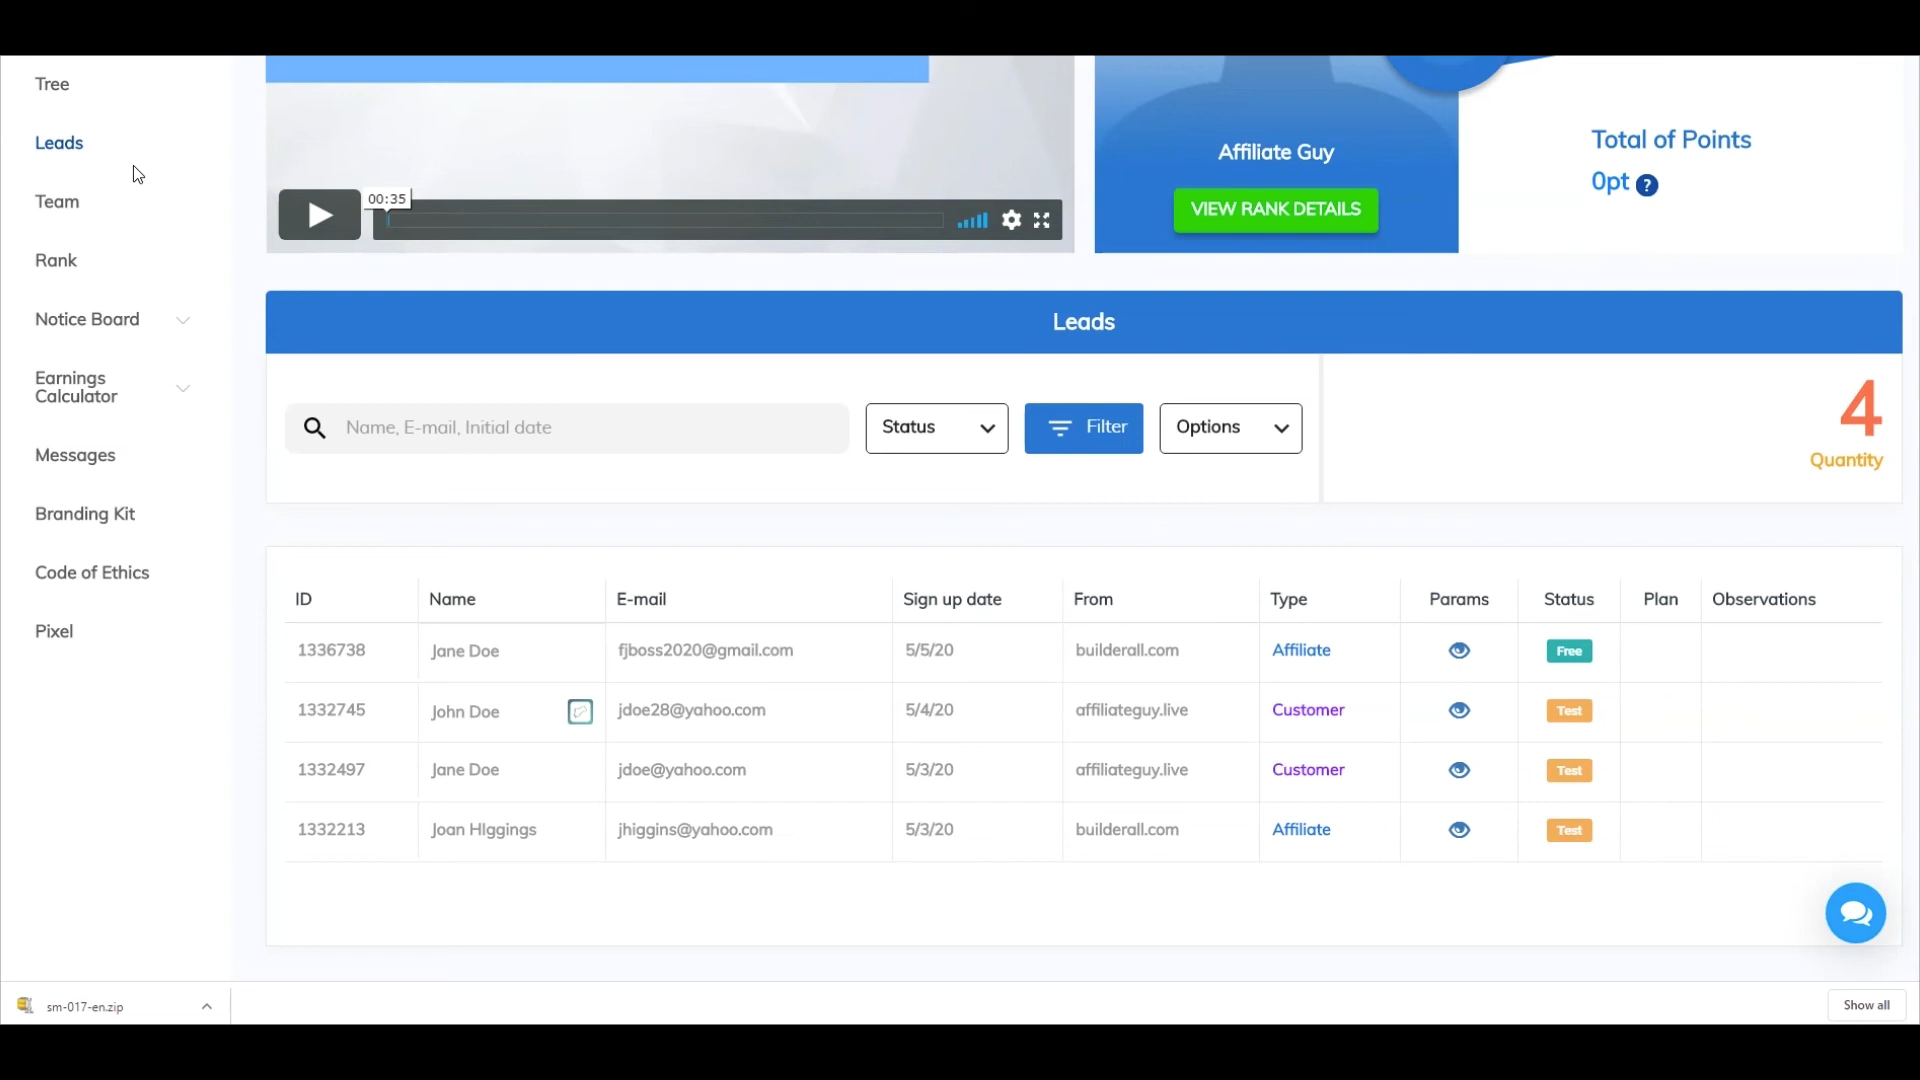 Tree
Leads
Team
Rank
Notice Board
Earnings
Calculator
Messages
Branding Kit
Code of Ethics
Pixel
00:35
Affiliate Guy
VIEW RANK DETAILS
Total of Points
0pt ?
Leads
Name, E-mail, Initial date
Status
Filter
Options
4
Quantity
ID Name E-mail Sign up date From Type Params Status Plan Observations
1336738 Jane Doe fjboss2020@gmail.com 5/5/20 builderall.com Affiliate Free
1332745 John Doe jdoe28@yahoo.com 5/4/20 affiliateguy.live Customer Test
1332497 Jane Doe jdoe@yahoo.com 5/3/20 affiliateguy.live Customer Test
1332213 Joan HIggings jhiggins@yahoo.com 5/3/20 builderall.com Affiliate Test
sm-017-en.zip
Show all